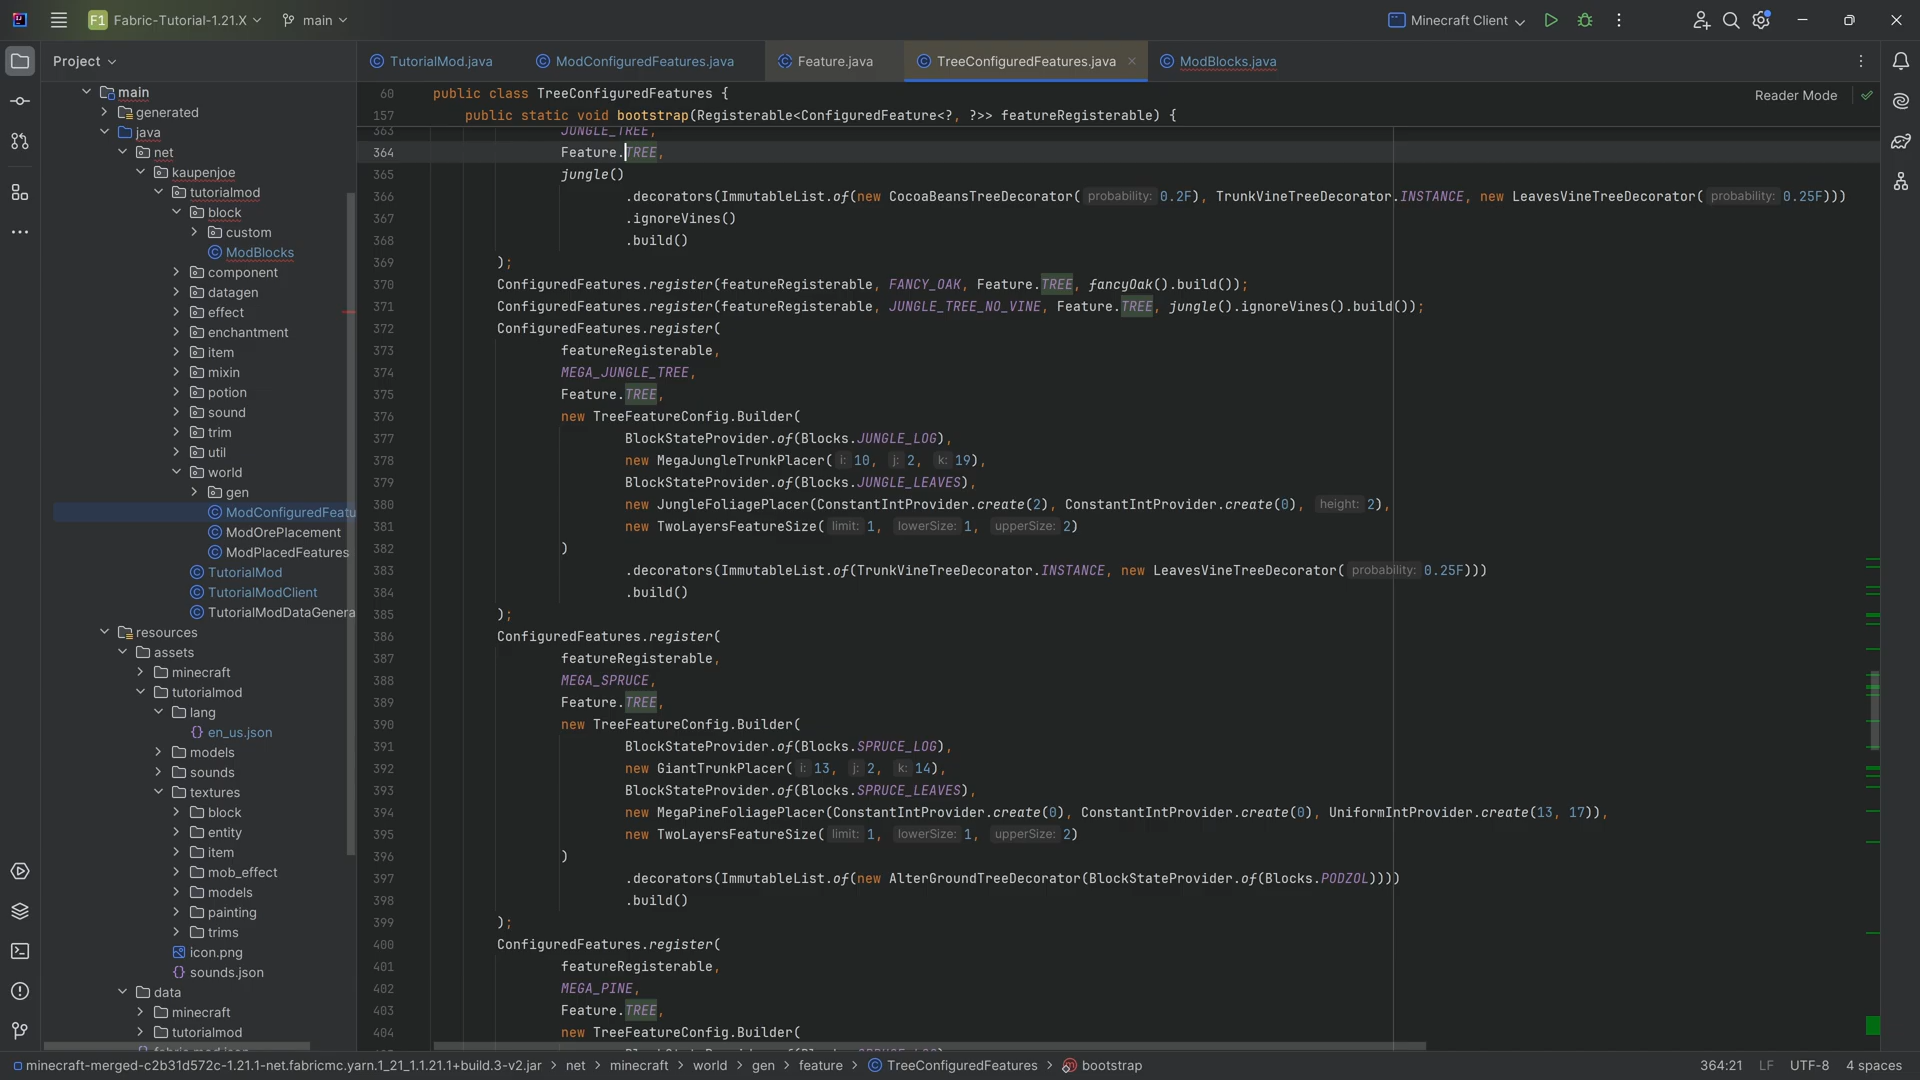 F1 Fabric-Tutorial-1.21.X main Minecraft Client
Project
TutorialMod.java ModConfiguredFeatures.java Feature.java TreeConfiguredFeatures.java ModBlocks.java
main
generated
java
net
kaupenjoe
tutorialmod
block
custom
ModBlocks
component
datagen
effect
enchantment
item
mixin
potion
sound
trim
util
world
gen
ModConfiguredFeatu
ModOrePlacement
ModPlacedFeatures
TutorialMod
TutorialModClient
TutorialModDataGenera
resources
assets
minecraft
tutorialmod
lang
{} en_us.json
models
sounds
textures
block
entity
item
mob_effect
models
painting
trims
icon.png
{} sounds.json
data
minecraft
tutorialmod
Reader Mode
60 public class TreeConfiguredFeatures {
157 public static void bootstrap(Registerable<ConfiguredFeature<?, ?>> featureRegisterable) {
363 JUNGLE_TREE,
364 Feature.TREE,
365 jungle()
366 .decorators(ImmutableList.of(new CocoaBeansTreeDecorator( probability: 0.2F), TrunkVineTreeDecorator.INSTANCE, new LeavesVineTreeDecorator( probability: 0.25F)))
367 .ignoreVines()
368 .build()
369 );
370 ConfiguredFeatures.register(featureRegisterable, FANCY_OAK, Feature.TREE, fancyOak().build());
371 ConfiguredFeatures.register(featureRegisterable, JUNGLE_TREE_NO_VINE, Feature.TREE, jungle().ignoreVines().build());
372 ConfiguredFeatures.register(
373 featureRegisterable,
374 MEGA_JUNGLE_TREE,
375 Feature.TREE,
376 new TreeFeatureConfig.Builder(
377 BlockStateProvider.of(Blocks.JUNGLE_LOG),
378 new MegaJungleTrunkPlacer( i: 10, j: 2, k: 19),
379 BlockStateProvider.of(Blocks.JUNGLE_LEAVES),
380 new JungleFoliagePlacer(ConstantIntProvider.create(2), ConstantIntProvider.create(0), height: 2),
381 new TwoLayersFeatureSize( limit: 1, lowerSize: 1, upperSize: 2)
382 )
383 .decorators(ImmutableList.of(TrunkVineTreeDecorator.INSTANCE, new LeavesVineTreeDecorator( probability: 0.25F)))
384 .build()
385 );
386 ConfiguredFeatures.register(
387 featureRegisterable,
388 MEGA_SPRUCE,
389 Feature.TREE,
390 new TreeFeatureConfig.Builder(
391 BlockStateProvider.of(Blocks.SPRUCE_LOG),
392 new GiantTrunkPlacer( i: 13, j: 2, k: 14),
393 BlockStateProvider.of(Blocks.SPRUCE_LEAVES),
394 new MegaPineFoliagePlacer(ConstantIntProvider.create(0), ConstantIntProvider.create(0), UniformIntProvider.create(13, 17)),
395 new TwoLayersFeatureSize( limit: 1, lowerSize: 1, upperSize: 2)
396 )
397 .decorators(ImmutableList.of(new AlterGroundTreeDecorator(BlockStateProvider.of(Blocks.PODZOL))))
398 .build()
399 );
400 ConfiguredFeatures.register(
401 featureRegisterable,
402 MEGA_PINE,
403 Feature.TREE,
404 new TreeFeatureConfig.Builder(
minecraft-merged-c2b31d572c-1.21.1-net.fabricmc.yarn.1_21_1.1.21.1+build.3-v2.jar > net > minecraft > world > gen > feature > TreeConfiguredFeatures > bootstrap 364:21 LF UTF-8 4 spaces